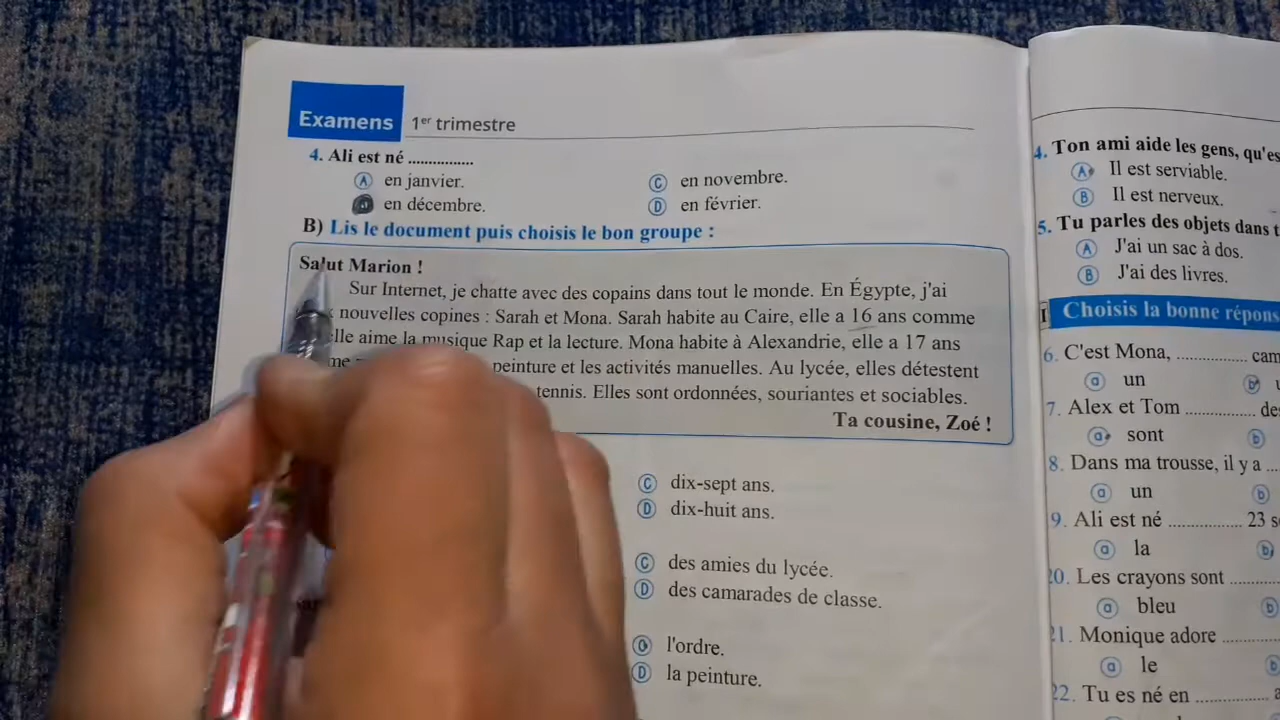 Examens 1er trimestre
4. Ali est né ................
A en janvier.
C en novembre.
en décembre.
D en février.
B) Lis le document puis choisis le bon groupe :
Salut Marion !
Sur Internet, je chatte avec des copains dans tout le monde. En Égypte, j'ai
nouvelles copines : Sarah et Mona. Sarah habite au Caire, elle a 16 ans comme
aime la musique Rap et la lecture. Mona habite à Alexandrie, elle a 17 ans
peinture et les activités manuelles. Au lycée, elles détestent
tennis. Elles sont ordonnées, souriantes et sociables.
Ta cousine, Zoé !
C dix-sept ans.
D dix-huit ans.
C des amies du lycée.
D des camarades de classe.
l'ordre.
D la peinture.
4. Ton ami aide les gens,
A Il est serviable.
B Il est nerveux.
5. Tu parles des objets dans
A J'ai un sac à dos.
B J'ai des livres.
Choisis la bonne
6. C'est Mona, ..............
a un
b
7. Alex et Tom ..............
a sont
b
8. Dans ma trousse, il y a ...
a un
b
9. Ali est né ............... 23
a la
b
20. Les crayons sont ..........
a bleu
b
21. Monique adore ............
a le
22. Tu es né en ...............